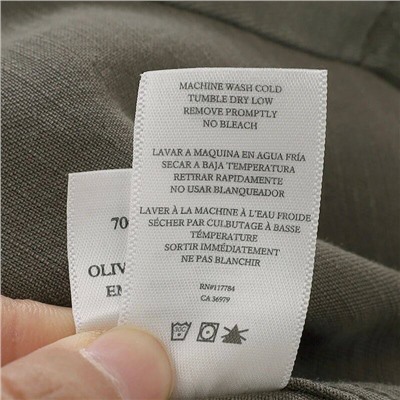 MACHINE WASH COLD
TUMBLE DRY LOW
REMOVE PROMPTLY
NO BLEACH
LAVAR A MAQUINA EN AGUA FRÍA
SECAR A BAJA TEMPERATURA
RETIRAR RAPIDAMENTE
NO USAR BLANQUEADOR
LAVER À LA MACHINE À L'EAU FROIDE
SÉCHER PAR CULBUTAGE À BASSE
TEMPÉRATURE
SORTIR IMMÉDIATEMENT
NE PAS BLANCHIR
RN#117784
CA 36979
70
OLIV
EM